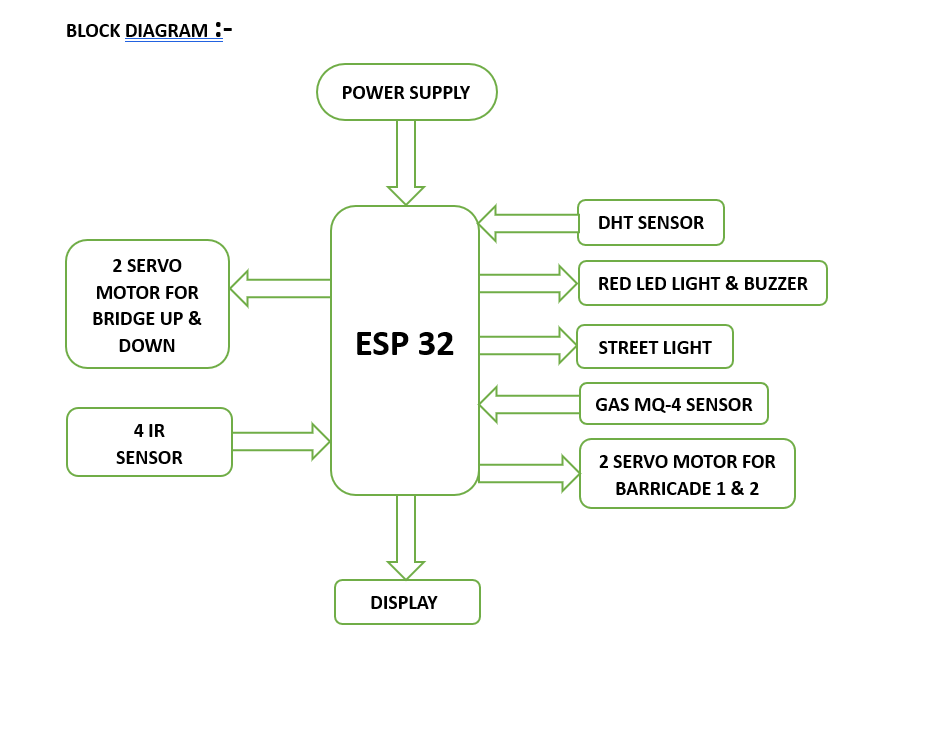 BLOCK DIAGRAM :-
POWER SUPPLY
DHT SENSOR
2 SERVO
MOTOR FOR
BRIDGE UP &
DOWN
RED LED LIGHT & BUZZER
ESP 32
STREET LIGHT
GAS MQ-4 SENSOR
4 IR
SENSOR
2 SERVO MOTOR FOR
BARRICADE 1 & 2
DISPLAY